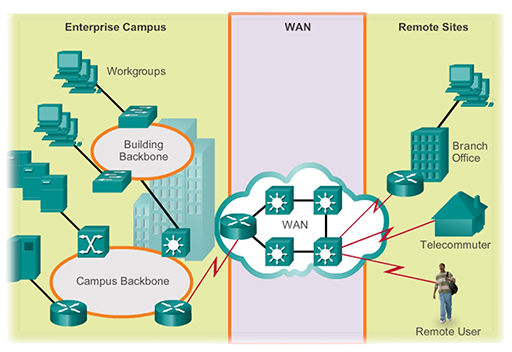 Enterprise Campus
WAN
Remote Sites
Workgroups
Building
Backbone
Branch
Office
WAN
Telecommuter
Campus Backbone
Remote User